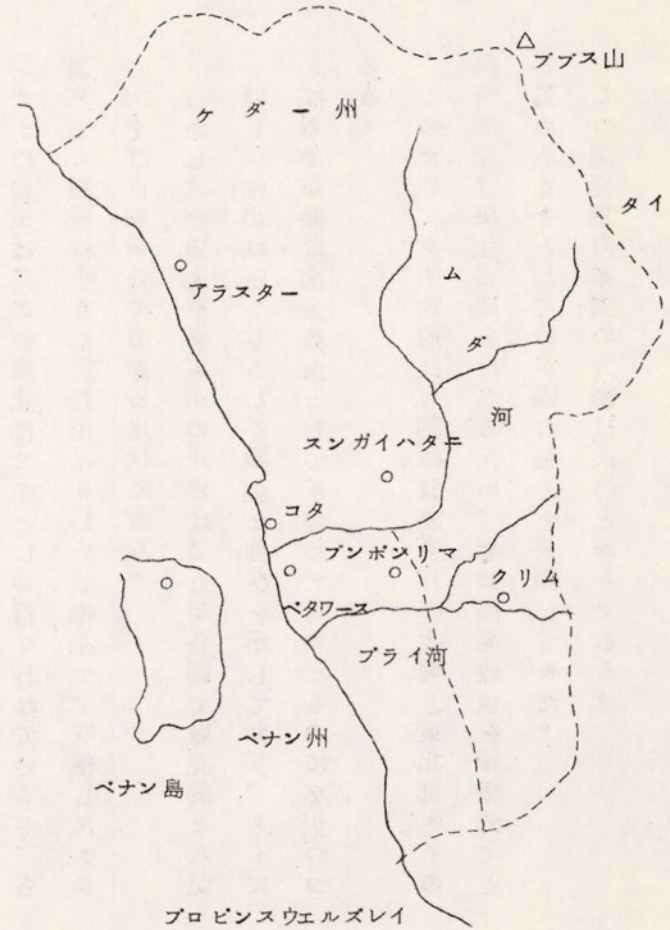 ブブス山
ケダー州
タイ
アラスター
ムダ河
スンガイハタニ
コタ
ブンボンリマ
クリム
ベタワース
プライ河
ペナン州
ペナン島
プロビンスウェルズレイ